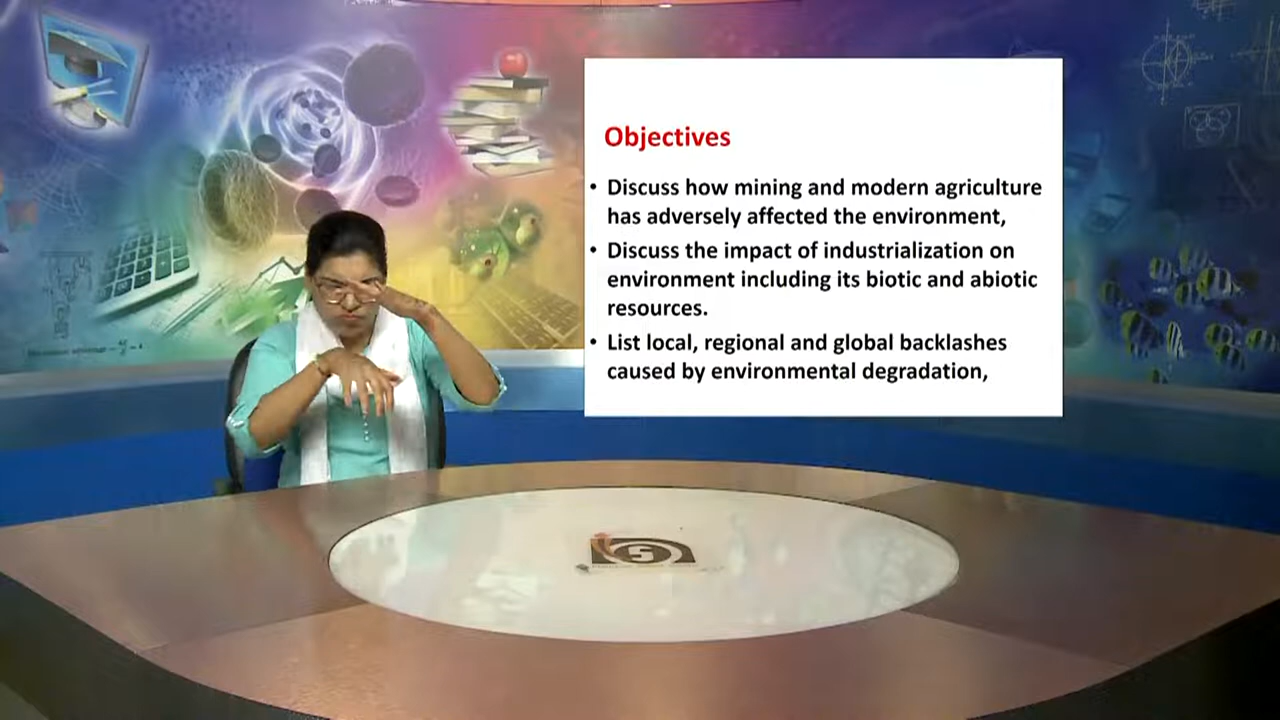 Objectives
• Discuss how mining and modern agriculture
has adversely affected the environment,
• Discuss the impact of industrialization on
environment including its biotic and abiotic
resources.
• List local, regional and global backlashes
caused by environmental degradation,